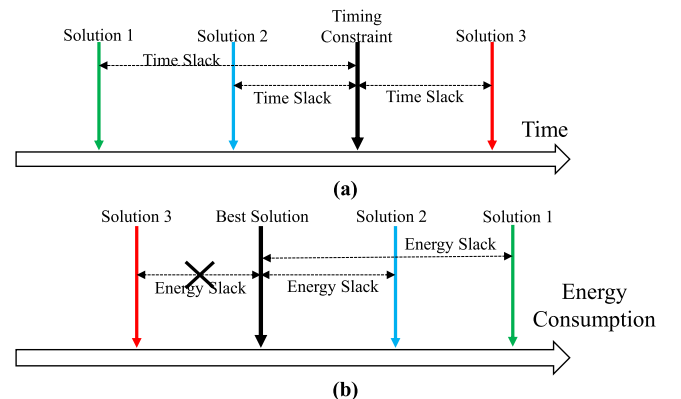 Timing
Solution 1 Solution 2 Constraint Solution 3
Time Slack
Time Slack Time Slack
Time
(a)
Solution 3 Best Solution Solution 2 Solution 1
Energy Slack
Energy Slack Energy Slack
Energy
Consumption
(b)